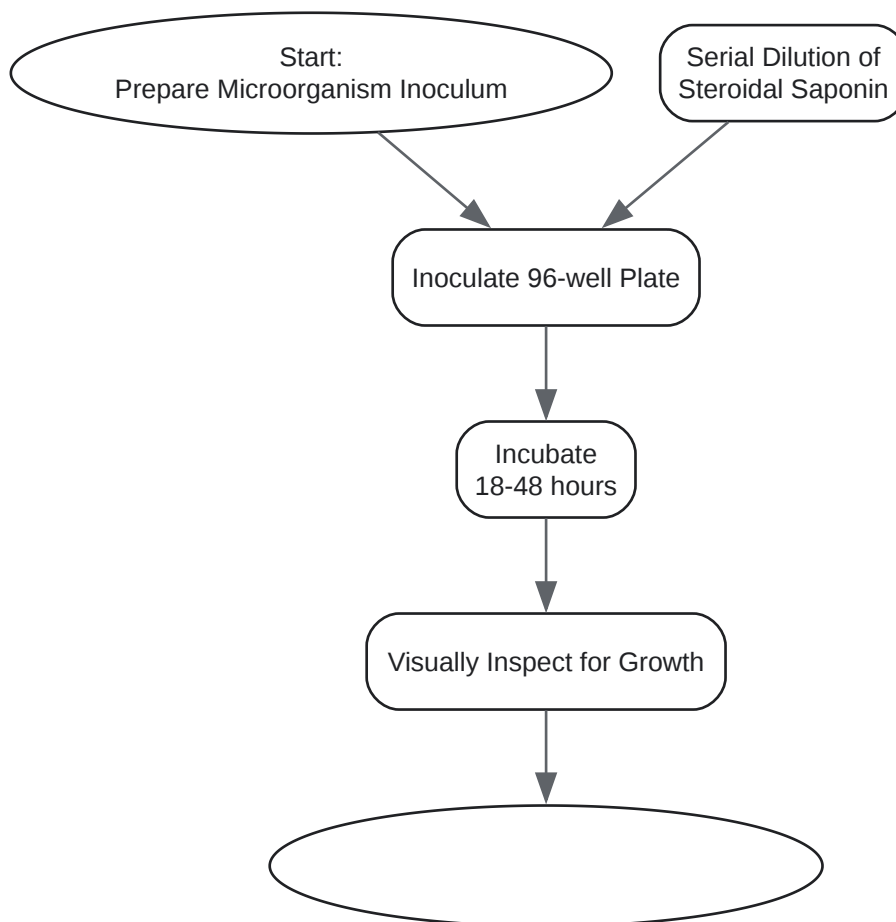 Start:
Prepare Microorganism Inoculum
Serial Dilution of
Steroidal Saponin
Inoculate 96-well Plate
Incubate
18-48 hours
Visually Inspect for Growth